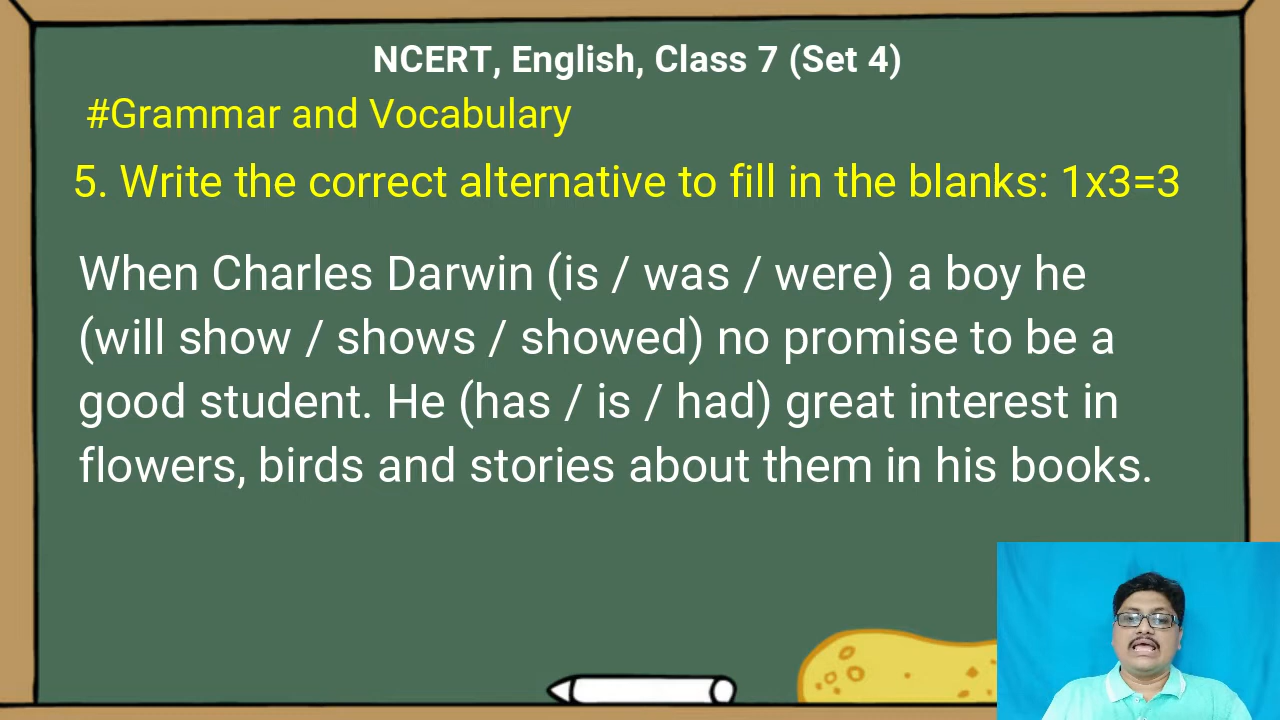 NCERT, English, Class 7 (Set 4)
#Grammar and Vocabulary
5. Write the correct alternative to fill in the blanks: 1x3=3
When Charles Darwin (is / was / were) a boy he
(will show / shows / showed) no promise to be a
good student. He (has / is / had) great interest in
flowers, birds and stories about them in his books.